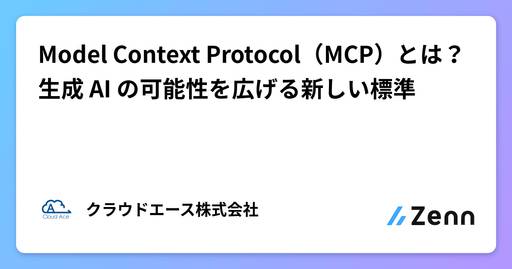 Model Context Protocol（MCP）とは？
生成 AI の可能性を広げる新しい標準
Cloud Ace
クラウドエース株式会社
Zenn